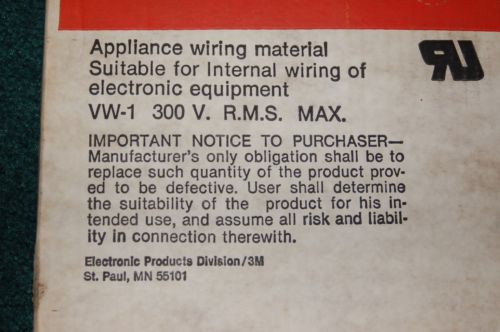 Appliance wiring material
Suitable for Internal wiring of
electronic equipment
VW-1 300 V. R.M.S. MAX.
IMPORTANT NOTICE TO PURCHASER—
Manufacturer's only obligation shall be to
replace such quantity of the product prov-
ed to be defective. User shall determine
the suitability of the product for his in-
tended use, and assume all risk and liabil-
ity in connection therewith.
Electronic Products Division/3M
St. Paul, MN 55101